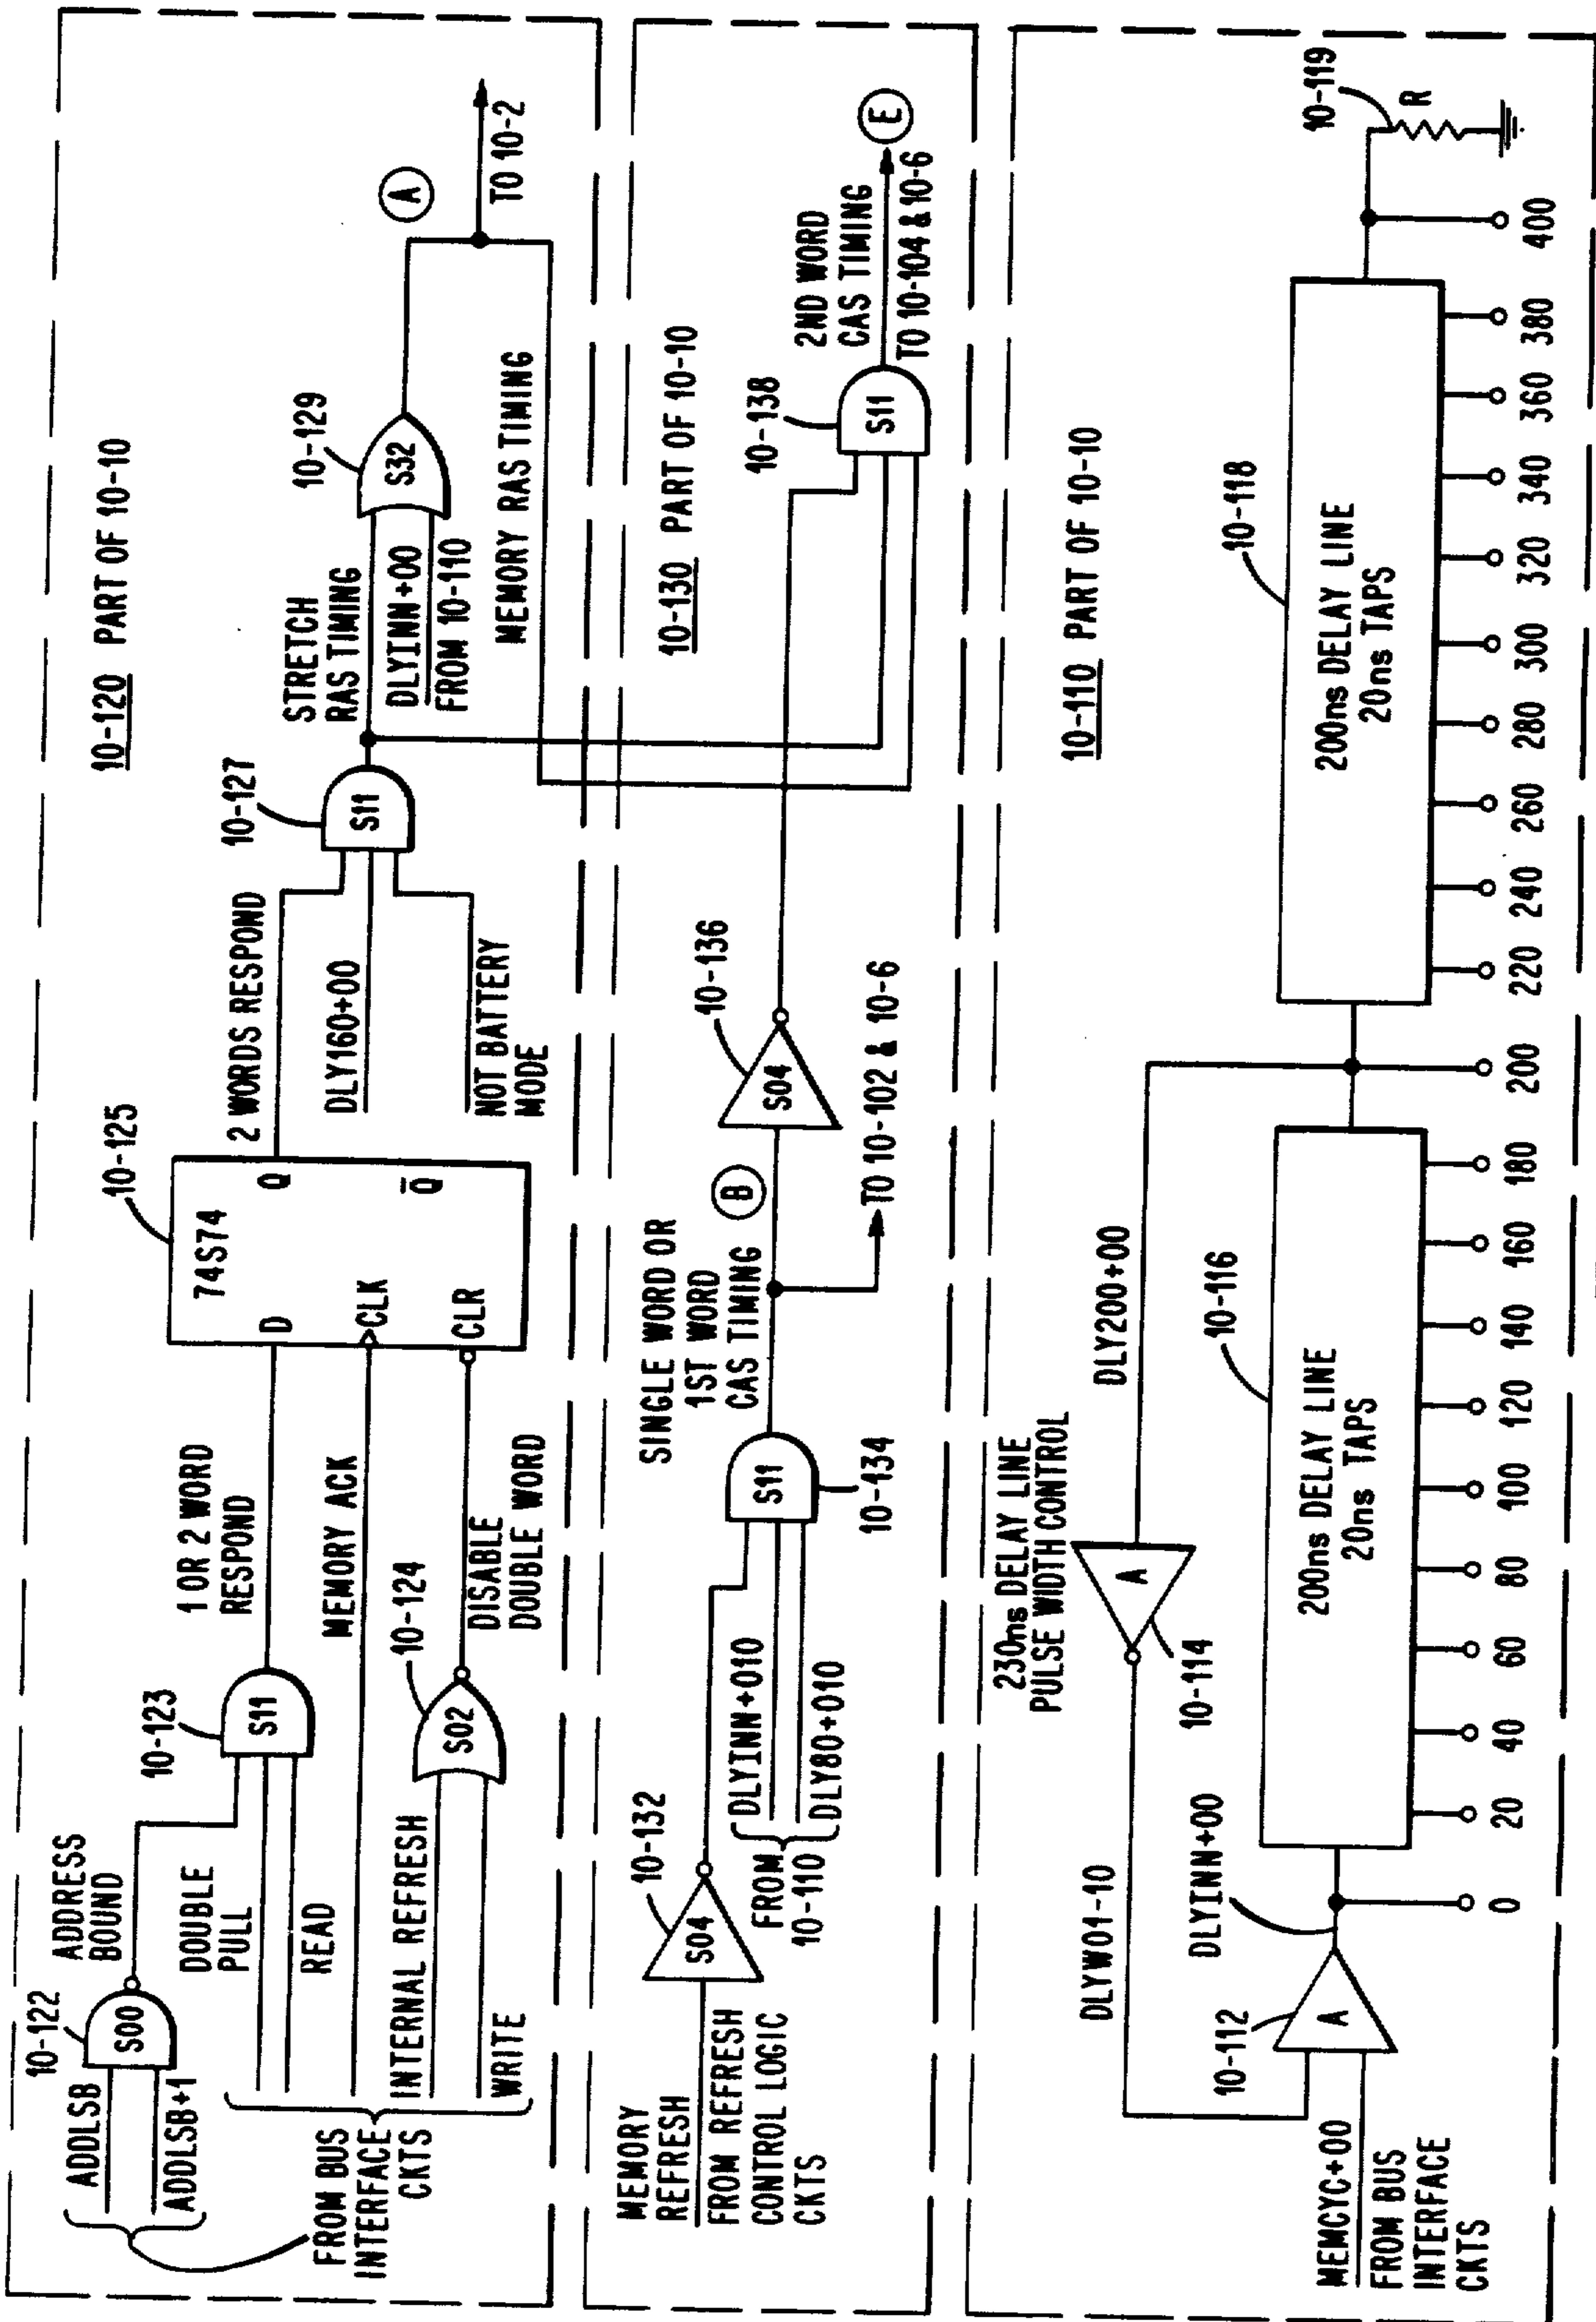 10-120 PART OF 10-10
10-122
ADDLSB
ADDLSB+1
S00
ADDRESS
BOUND
DOUBLE
PULL
READ
10-123
S11
1 OR 2 WORD
RESPOND
MEMORY ACK
INTERNAL REFRESH
WRITE
10-124
S02
DISABLE
DOUBLE WORD
FROM BUS
INTERFACE
CKTS
10-125
74S74
D
CLK
CLR
Q
Q̅
2 WORDS RESPOND
DLY160+00
NOT BATTERY
MODE
10-127
S11
STRETCH
RAS TIMING
DLYINN+00
FROM 10-110
10-129
S32
MEMORY RAS TIMING
A
TO 10-2
10-130 PART OF 10-10
MEMORY
REFRESH
FROM REFRESH
CONTROL LOGIC
CKTS
10-132
S04
DLYINN+010
DLY80+010
FROM
10-110
S11
10-134
SINGLE WORD OR
1ST WORD
CAS TIMING
B
TO 10-102 & 10-6
10-136
S04
10-138
S11
2ND WORD
CAS TIMING
TO 10-104 & 10-6
E
10-110 PART OF 10-10
230ns DELAY LINE
PULSE WIDTH CONTROL
DLYW01-10
A
10-114
DLY200+00
MEMCYC+00
FROM BUS
INTERFACE
CKTS
10-112
A
DLYINN+00
10-116
200ns DELAY LINE
20ns TAPS
10-118
200ns DELAY LINE
20ns TAPS
10-119
R
0 20 40 60 80 100 120 140 160 180 200 220 240 260 280 300 320 340 360 380 400